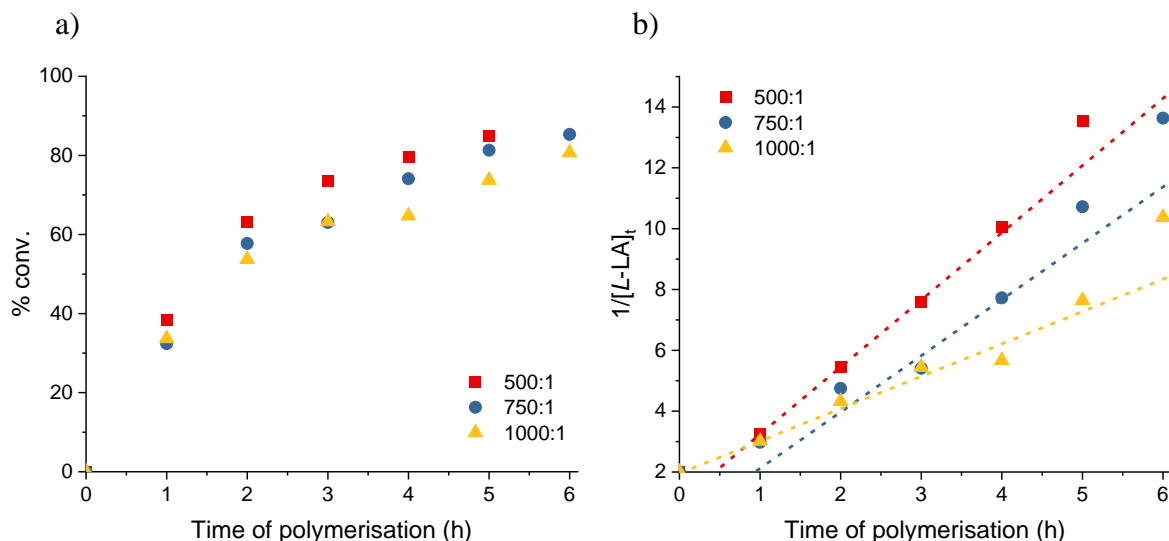 a)
100
80
60
40
20
0
% conv.
500:1
750:1
1000:1
0 1 2 3 4 5 6
Time of polymerisation (h)
b)
14
12
10
8
6
4
2
1/[L-LA]t
500:1
750:1
1000:1
0 1 2 3 4 5 6
Time of polymerisation (h)